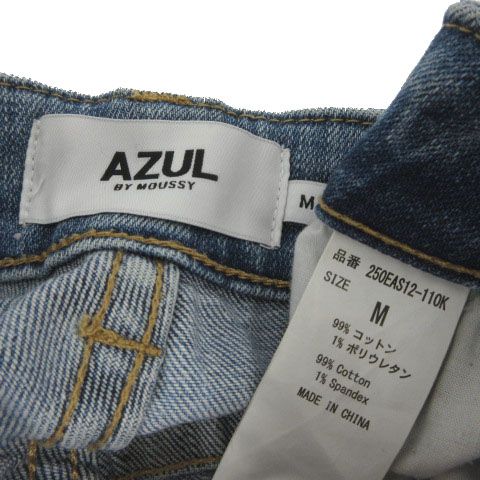 AZUL
BY MOUSSY
M
品番 250EAS12-110K
SIZE
M
99% コットン
1% ポリウレタン
99% Cotton
1% Spandex
MADE IN CHINA